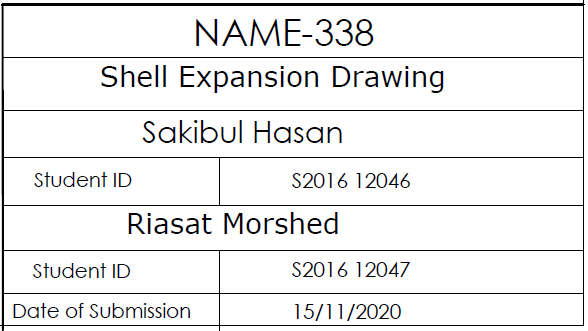 NAME-338
Shell Expansion Drawing
Sakibul Hasan
Student ID S2016 12046
Riasat Morshed
Student ID S2016 12047
Date of Submission 15/11/2020